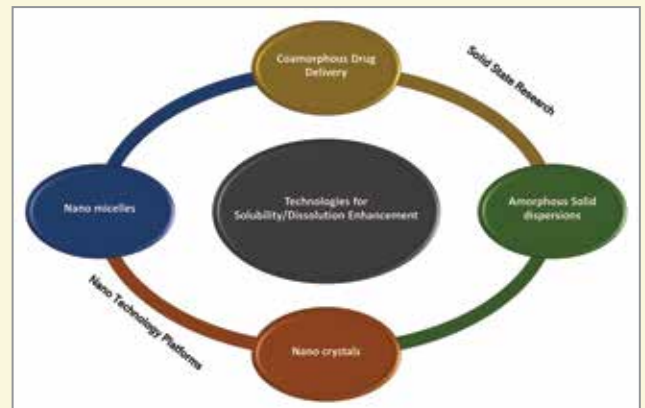 Coamorphous Drug
Delivery
Solid State Research
Nano micelles
Technologies for
Solubility/Dissolution Enhancement
Amorphous Solid
dispersions
Nano Technology Platforms
Nano crystals